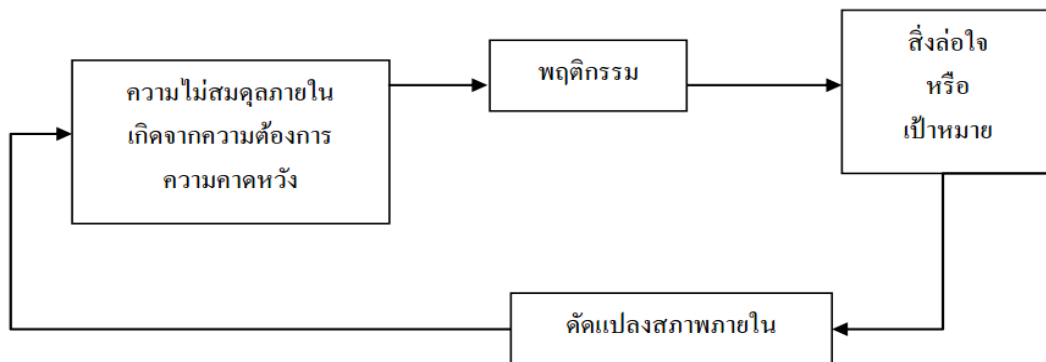 ความไม่สมดุลภายใน
เกิดจากความต้องการ
ความคาดหวัง
พฤติกรรม
สิ่งล่อใจ
หรือ
เป้าหมาย
ดัดแปลงสภาพภายใน